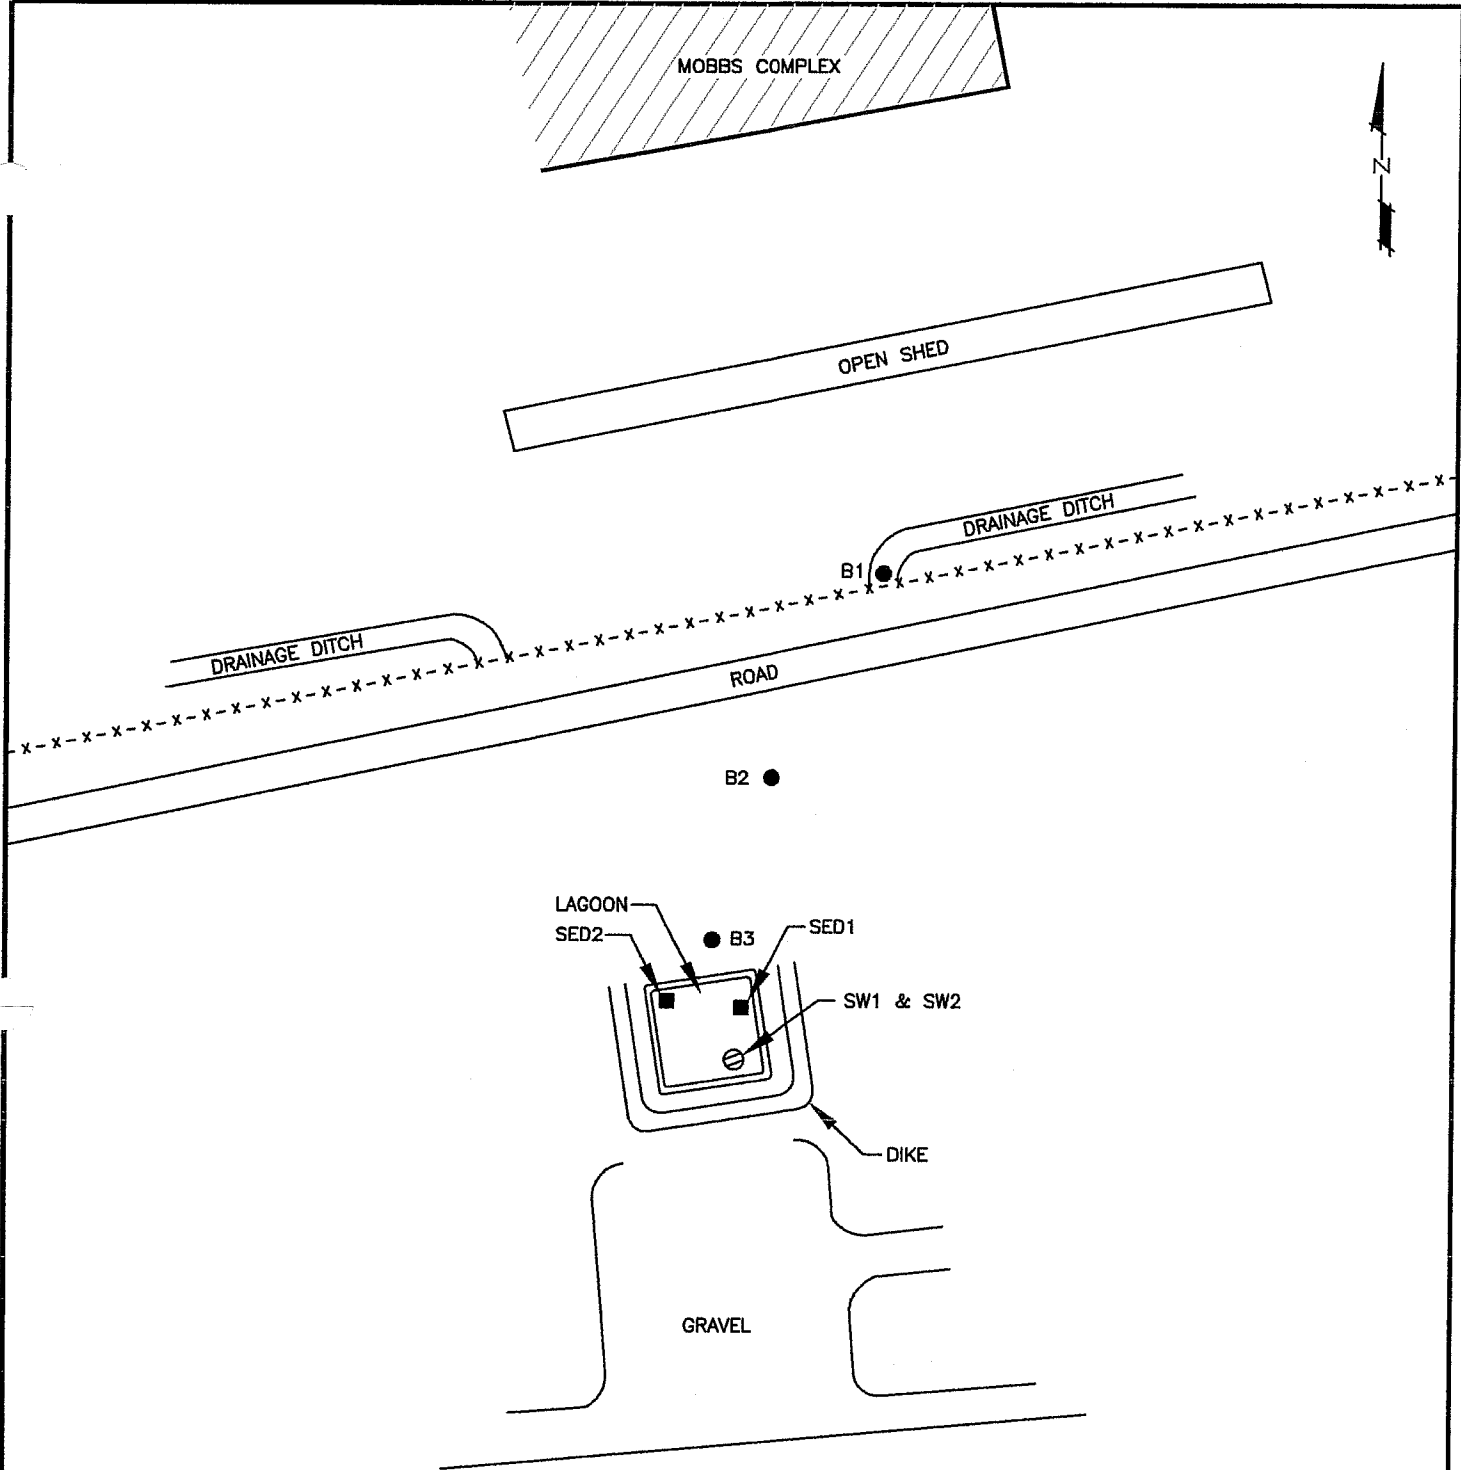 MOBBS COMPLEX
N
OPEN SHED
DRAINAGE DITCH
B1
DRAINAGE DITCH
ROAD
B2
LAGOON
SED2
B3
SED1
SW1 & SW2
DIKE
GRAVEL